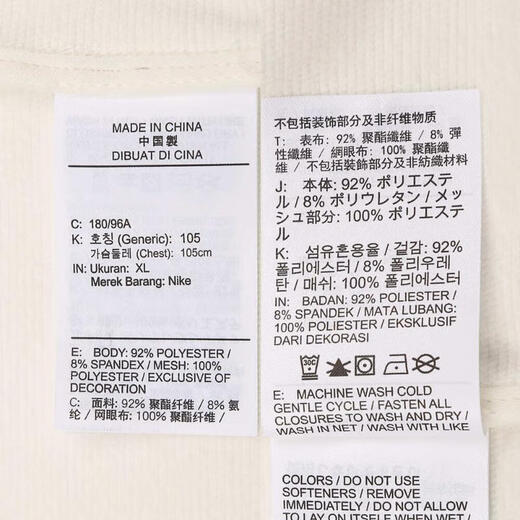 MADE IN CHINA
中国製
DIBUAT DI CINA
C: 180/96A
K: 호칭 (Generic): 105
가슴둘레 (Chest): 105cm
IN: Ukuran: XL
Merek Barang: Nike
E: BODY: 92% POLYESTER /
8% SPANDEX / MESH: 100%
POLYESTER / EXCLUSIVE OF
DECORATION
C: 面料: 92% 聚酯纤维 / 8% 氨
纶 / 网眼布: 100% 聚酯纤维 /
不包括装饰部分及非纤维物质
T: 表布: 92% 聚酯纖維 / 8% 彈
性纖維 / 網眼布: 100% 聚酯纖
維 / 不包括裝飾部分及非紡織材料
J: 本体: 92% ポリエステ
ル / 8% ポリウレタン / メッ
シュ部分: 100% ポリエステ
ル
K: 섬유혼용율 / 겉감: 92%
폴리에스터 / 8% 폴리우레
탄 / 매쉬: 100% 폴리에스터
IN: BADAN: 92% POLIESTER /
8% SPANDEK / MATA LUBANG:
100% POLIESTER / EKSKLUSIF
DARI DEKORASI
E: MACHINE WASH COLD
GENTLE CYCLE / FASTEN ALL
CLOSURES TO WASH AND DRY /
WASH IN NET / WASH WITH LIKE
COLORS / DO NOT USE
SOFTENERS / REMOVE
IMMEDIATELY / DO NOT ALLOW
TO LAY ON ITSELF WHEN WET /